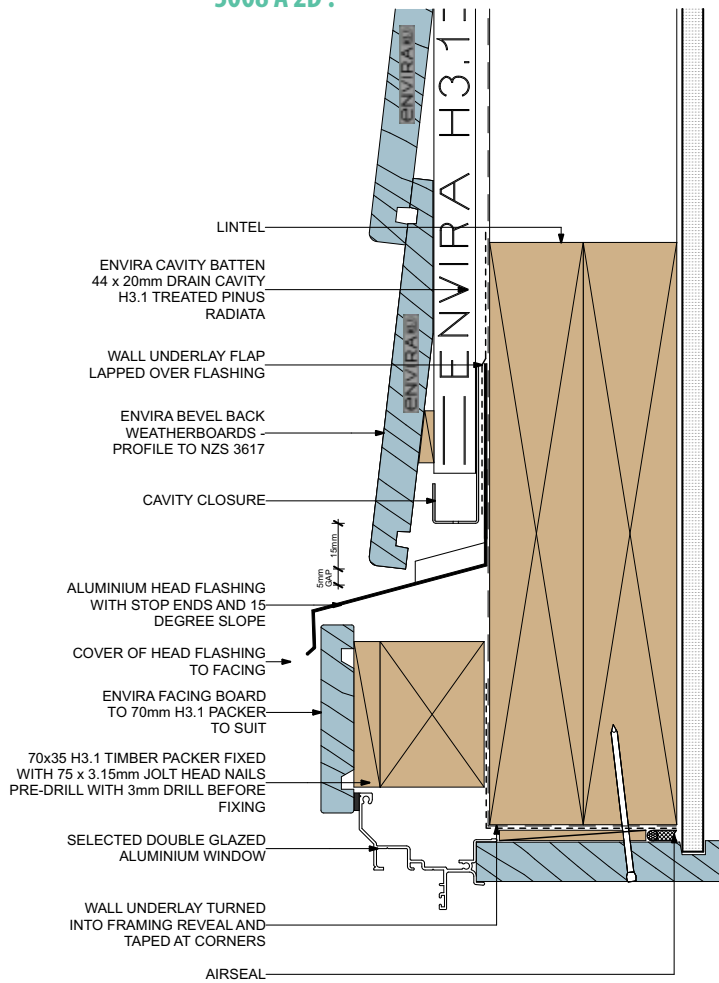 ENVIRA
ENVIRA H3.1
LINTEL
ENVIRA CAVITY BATTEN
44 x 20mm DRAIN CAVITY
H3.1 TREATED PINUS
RADIATA
WALL UNDERLAY FLAP
LAPPED OVER FLASHING
ENVIRA
ENVIRA BEVEL BACK
WEATHERBOARDS -
PROFILE TO NZS 3617
CAVITY CLOSURE
15mm
5mm
GAP
ALUMINIUM HEAD FLASHING
WITH STOP ENDS AND 15
DEGREE SLOPE
COVER OF HEAD FLASHING
TO FACING
ENVIRA FACING BOARD
TO 70mm H3.1 PACKER
TO SUIT
70x35 H3.1 TIMBER PACKER FIXED
WITH 75 x 3.15mm JOLT HEAD NAILS
PRE-DRILL WITH 3mm DRILL BEFORE
FIXING
SELECTED DOUBLE GLAZED
ALUMINIUM WINDOW
WALL UNDERLAY TURNED
INTO FRAMING REVEAL AND
TAPED AT CORNERS
AIRSEAL